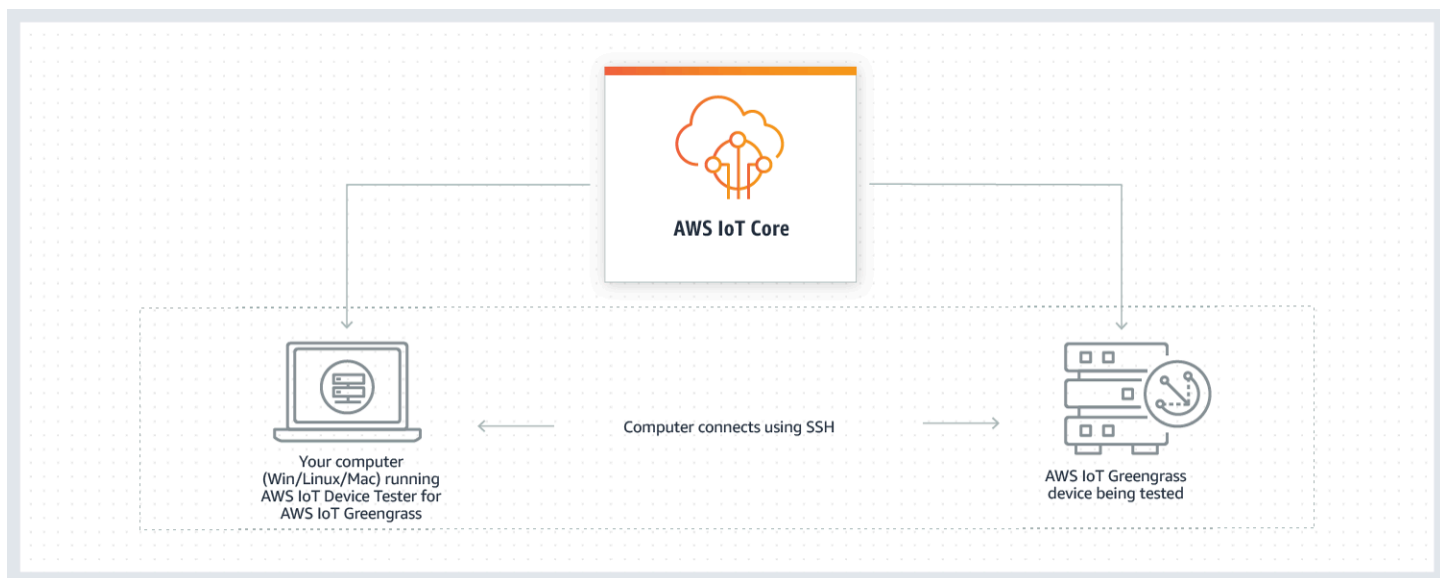 AWS IoT Core
Computer connects using SSH
Your computer
(Win/Linux/Mac) running
AWS IoT Device Tester for
AWS IoT Greengrass
AWS IoT Greengrass
device being tested